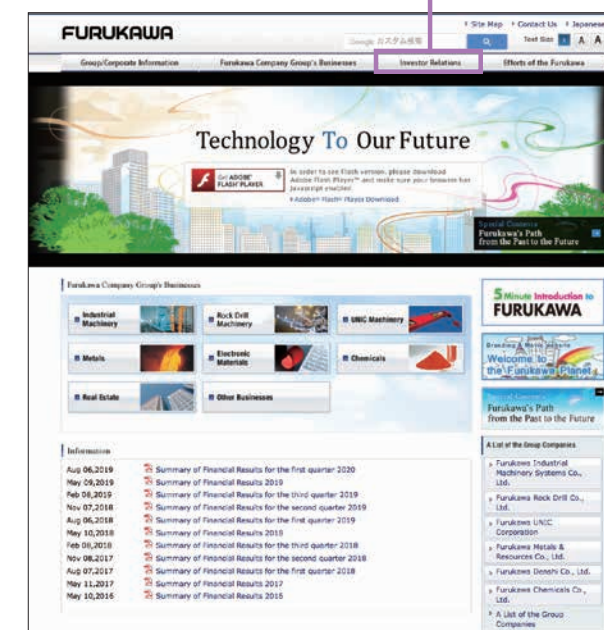 Site Map Contact Us Japanese
FURUKAWA
Google カスタム検索
Text Size A A
Group/Corporate Information Furukawa Company Group's Businesses Investor Relations Efforts of the Furukawa
Technology To Our Future
Get ADOBE® FLASH® PLAYER
In order to see Flash version, please download
Adobe Flash Player™ and make sure your browser has
Javascript enabled.
Adobe® Flash® Player Download
Special Contents
Furukawa's Path
from the Past to the Future
Furukawa Company Group's Businesses
Industrial Machinery
Rock Drill Machinery
UNIC Machinery
Metals
Electronic Materials
Chemicals
Real Estate
Other Businesses
Information
Aug 06,2019 Summary of Financial Results for the first quarter 2020
May 09,2019 Summary of Financial Results 2019
Feb 08,2019 Summary of Financial Results for the third quarter 2019
Nov 07,2018 Summary of Financial Results for the second quarter 2019
Aug 06,2018 Summary of Financial Results for the first quarter 2019
May 10,2018 Summary of Financial Results 2018
Feb 08,2018 Summary of Financial Results for the third quarter 2018
Nov 08,2017 Summary of Financial Results for the second quarter 2018
Aug 07,2017 Summary of Financial Results for the first quarter 2018
May 11,2017 Summary of Financial Results 2017
May 10,2016 Summary of Financial Results 2016
5 Minute Introduction to
FURUKAWA
Welcome to
the Furukawa Planet
Special Contents
Furukawa's Path
from the Past to the Future
A List of the Group Companies
Furukawa Industrial
Machinery Systems Co.,
Ltd.
Furukawa Rock Drill Co.,
Ltd.
Furukawa UNIC
Corporation
Furukawa Metals &
Resources Co., Ltd.
Furukawa Denshi Co., Ltd.
Furukawa Chemicals Co.,
Ltd.
A List of the Group
Companies